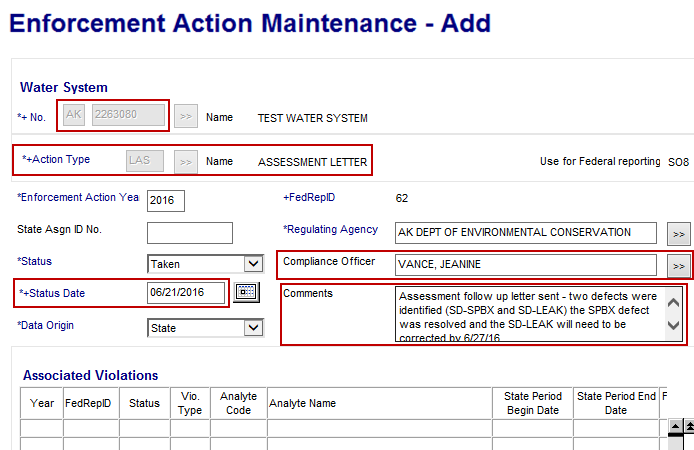 Enforcement Action Maintenance - Add
Water System
*+ No. AK 2263080 >> Name TEST WATER SYSTEM
*+Action Type LAS >> Name ASSESSMENT LETTER Use for Federal reporting SO8
*Enforcement Action Yea 2016 +FedRepID 62
State Asgn ID No. *Regulating Agency AK DEPT OF ENVIRONMENTAL CONSERVATION >>
*Status Taken Compliance Officer VANCE, JEANINE >>
*+Status Date 06/21/2016 Comments Assessment follow up letter sent - two defects were
identified (SD-SPBX and SD-LEAK) the SPBX defect
was resolved and the SD-LEAK will need to be
corrected by 6/27/16
*Data Origin State
Associated Violations
Year FedRepID Status Vio. Type Analyte Code Analyte Name State Period Begin Date State Period End Date F